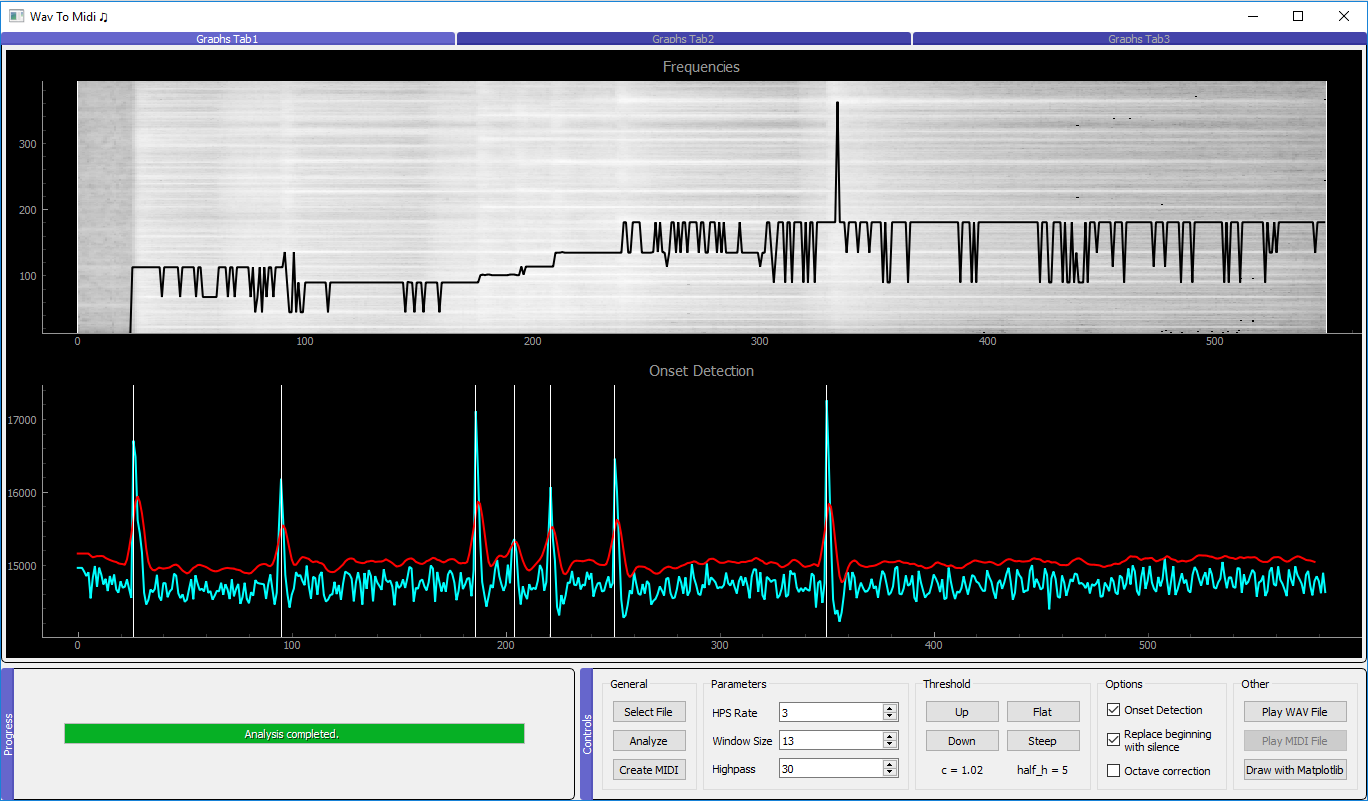 Wav To Midi ♫
Graphs Tab1 Graphs Tab2 Graphs Tab3
Frequencies
300
200
100
0 100 200 300 400 500
Onset Detection
17000
16000
15000
0 100 200 300 400 500
Progress
Analysis completed.
Controls
General Parameters Threshold Options Other
Select File HPS Rate 3 Up Flat Onset Detection Play WAV File
Analyze Window Size 13 Down Steep Replace beginning
with silence Play MIDI File
Create MIDI Highpass 30 c = 1.02 half_h = 5 Octave correction Draw with Matplotlib